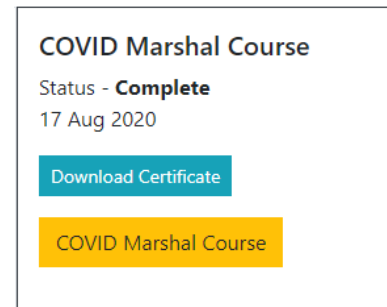 COVID Marshal Course
Status - Complete
17 Aug 2020
Download Certificate
COVID Marshal Course